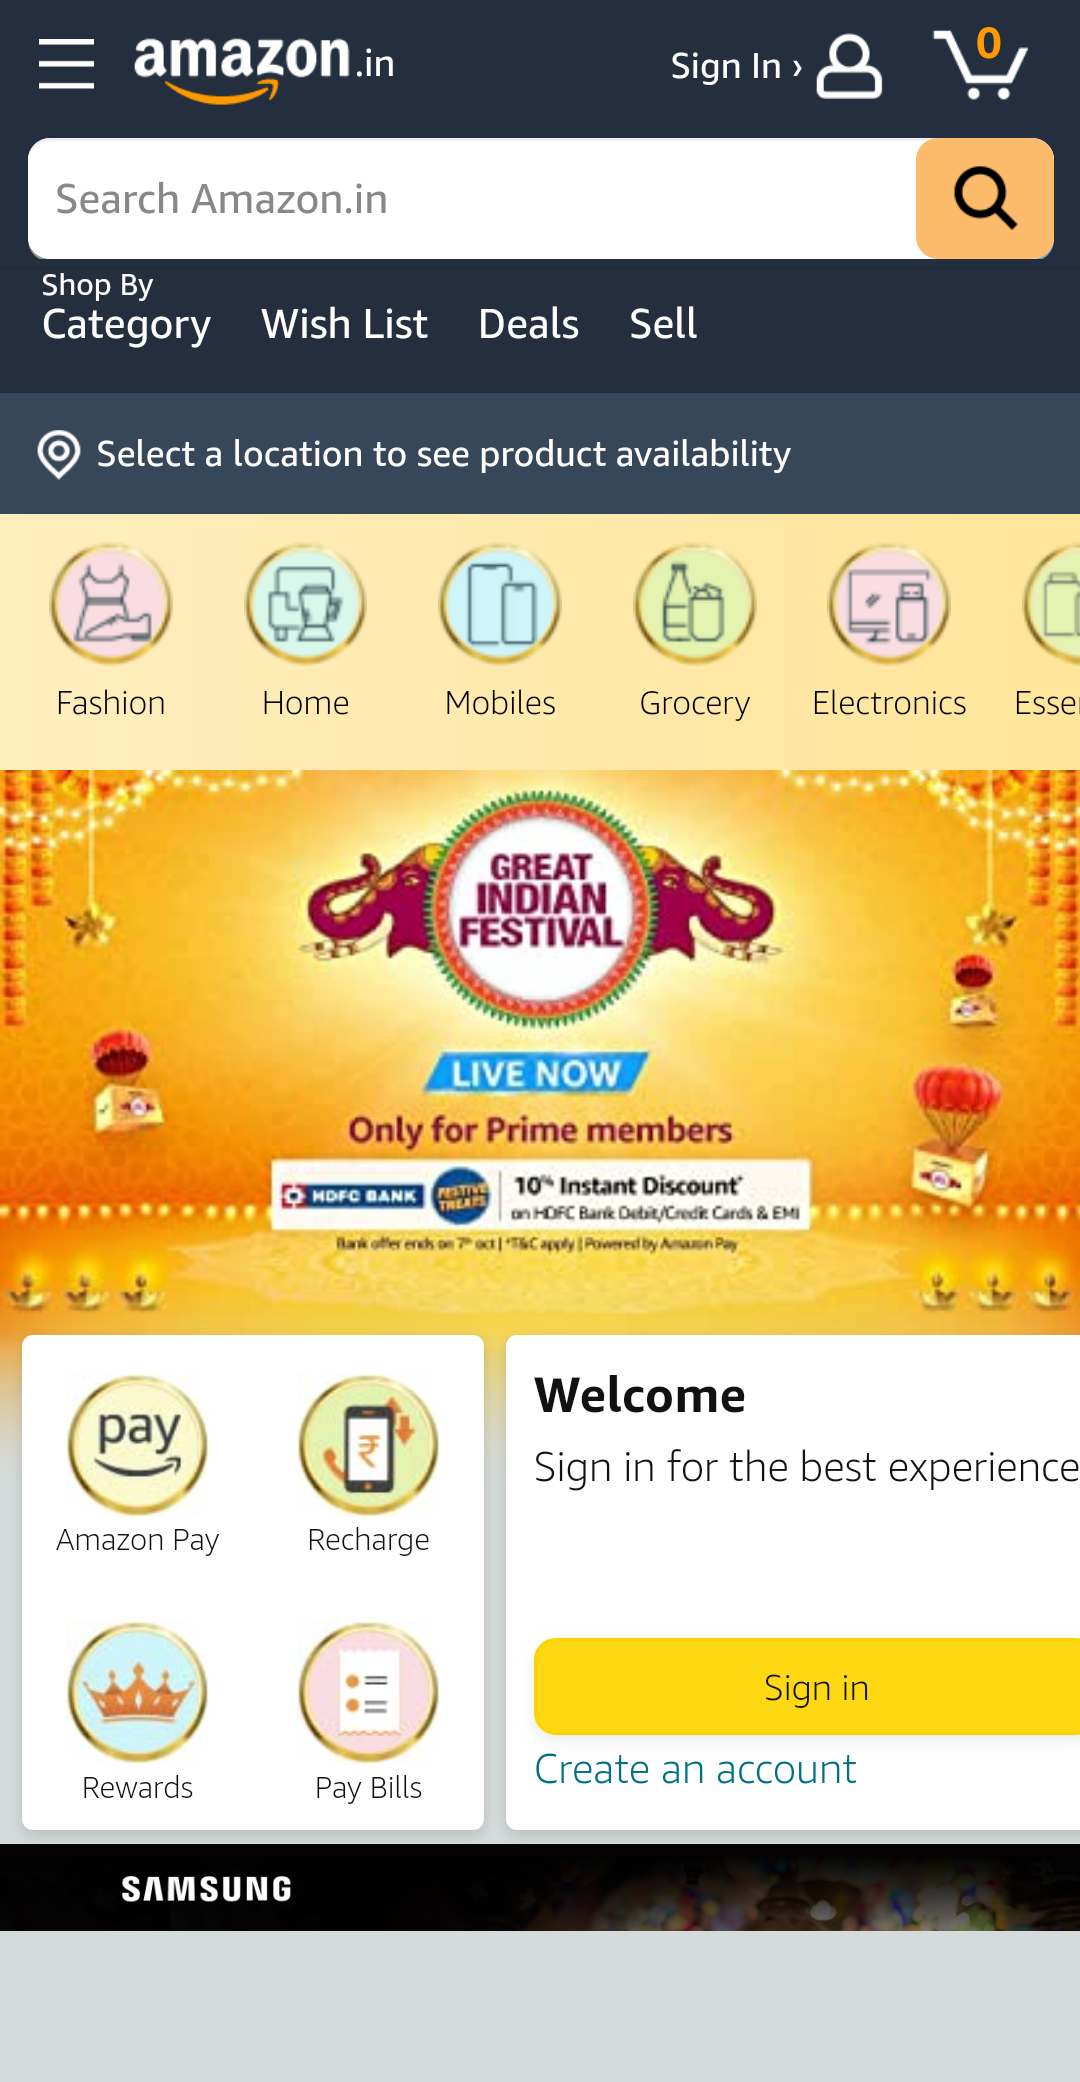 amazon.in
Sign In ›
0
Search Amazon.in
Shop By
Category Wish List Deals Sell
Select a location to see product availability
Fashion Home Mobiles Grocery Electronics Esse
GREAT
INDIAN
FESTIVAL
LIVE NOW
Only for Prime members
HDFC BANK FESTIVE TREATS 10% Instant Discount*
on HDFC Bank Debit/Credit Cards & EMI
Bank offer ends on 7th oct | *T&C apply | Powered by Amazon Pay
pay ₹
Amazon Pay Recharge
Rewards Pay Bills
Welcome
Sign in for the best experience
Sign in
Create an account
SAMSUNG